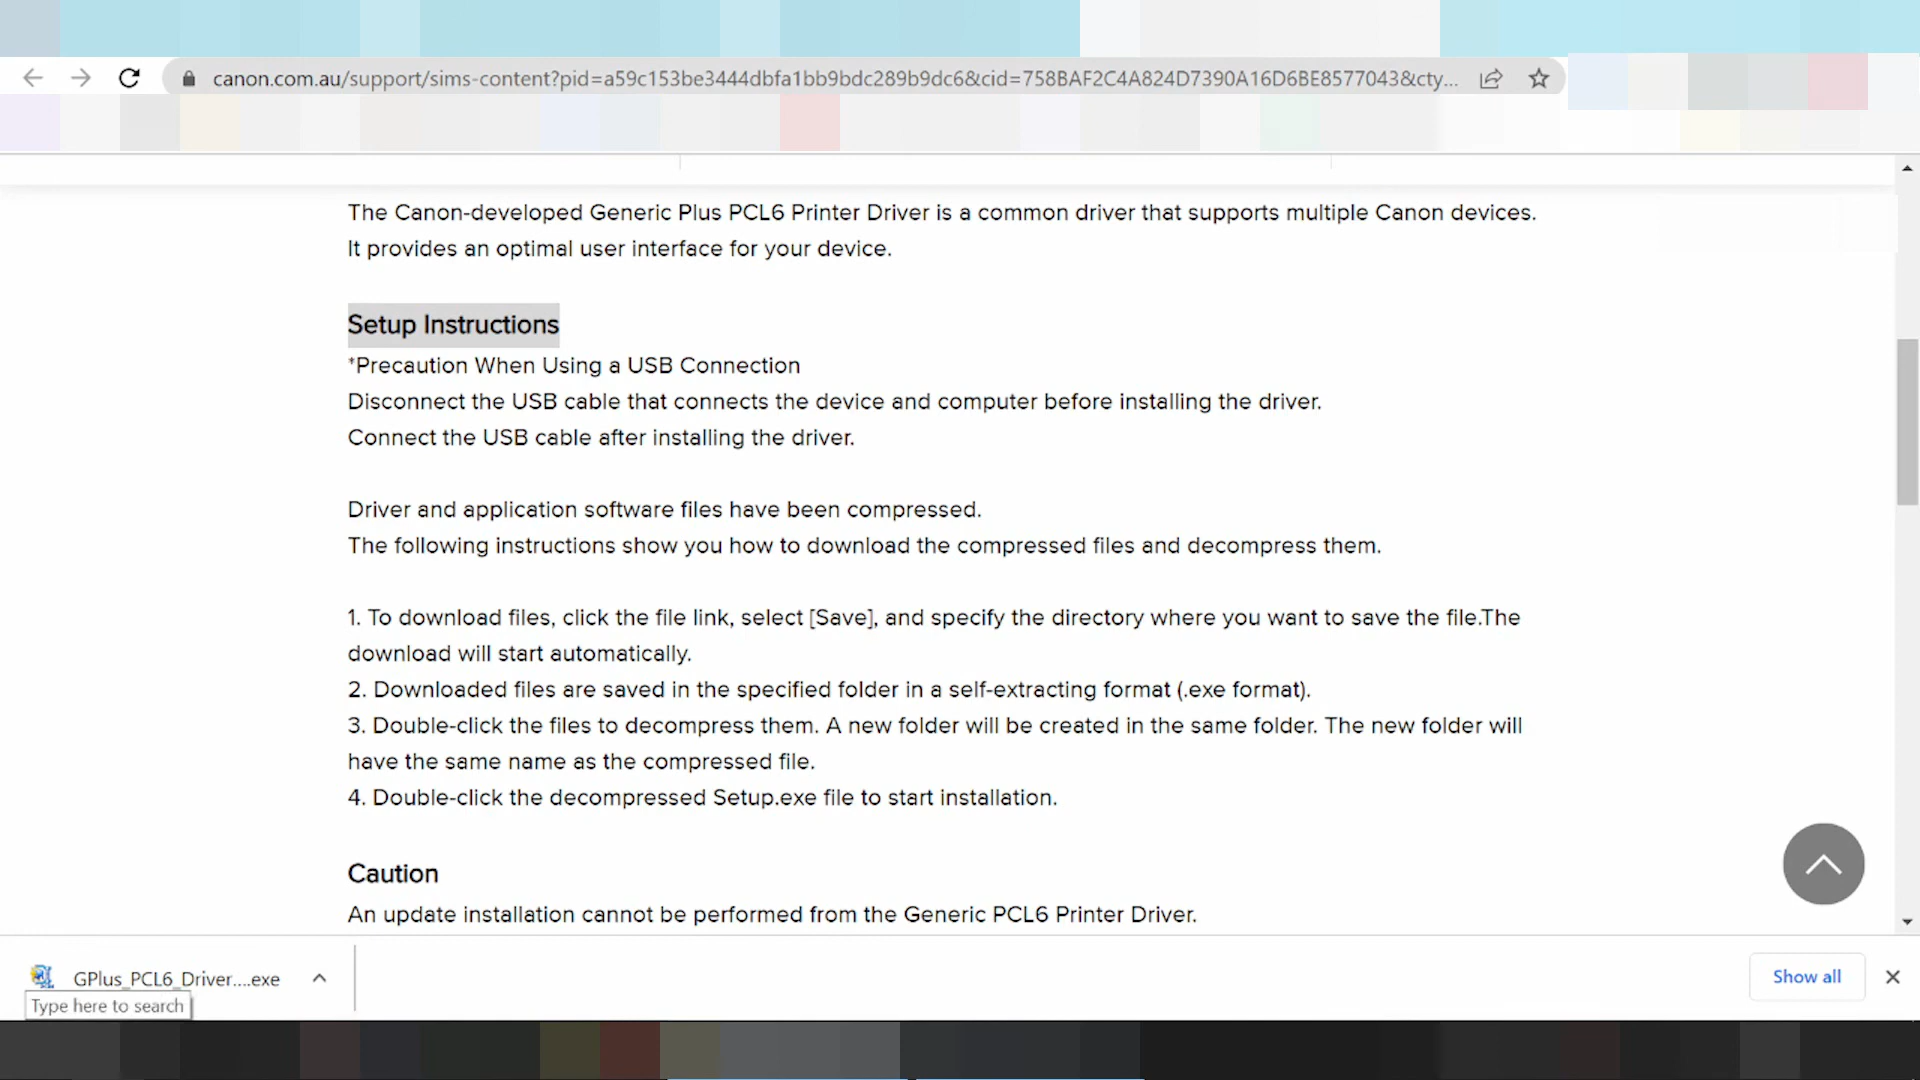 canon.com.au/support/sims-content?pid=a59c153be3444dbfa1bb9bdc289b9dc6&cid=758BAF2C4A824D7390A16D6BE8577043&cty...
The Canon-developed Generic Plus PCL6 Printer Driver is a common driver that supports multiple Canon devices.
It provides an optimal user interface for your device.
Setup Instructions
*Precaution When Using a USB Connection
Disconnect the USB cable that connects the device and computer before installing the driver.
Connect the USB cable after installing the driver.
Driver and application software files have been compressed.
The following instructions show you how to download the compressed files and decompress them.
1. To download files, click the file link, select [Save], and specify the directory where you want to save the file.The
download will start automatically.
2. Downloaded files are saved in the specified folder in a self-extracting format (.exe format).
3. Double-click the files to decompress them. A new folder will be created in the same folder. The new folder will
have the same name as the compressed file.
4. Double-click the decompressed Setup.exe file to start installation.
Caution
An update installation cannot be performed from the Generic PCL6 Printer Driver.
GPlus_PCL6_Driver....exe
Show all
Type here to search